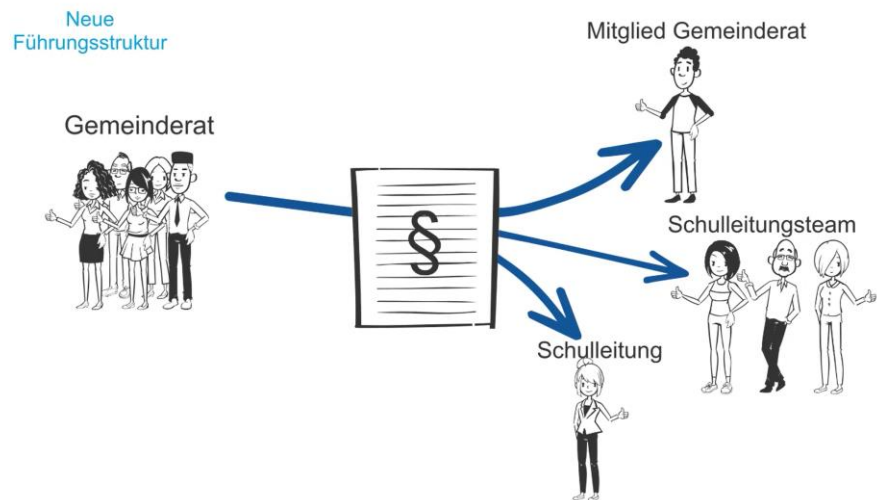 Neue
Führungsstruktur
Mitglied Gemeinderat
Gemeinderat
§
Schulleitungsteam
Schulleitung